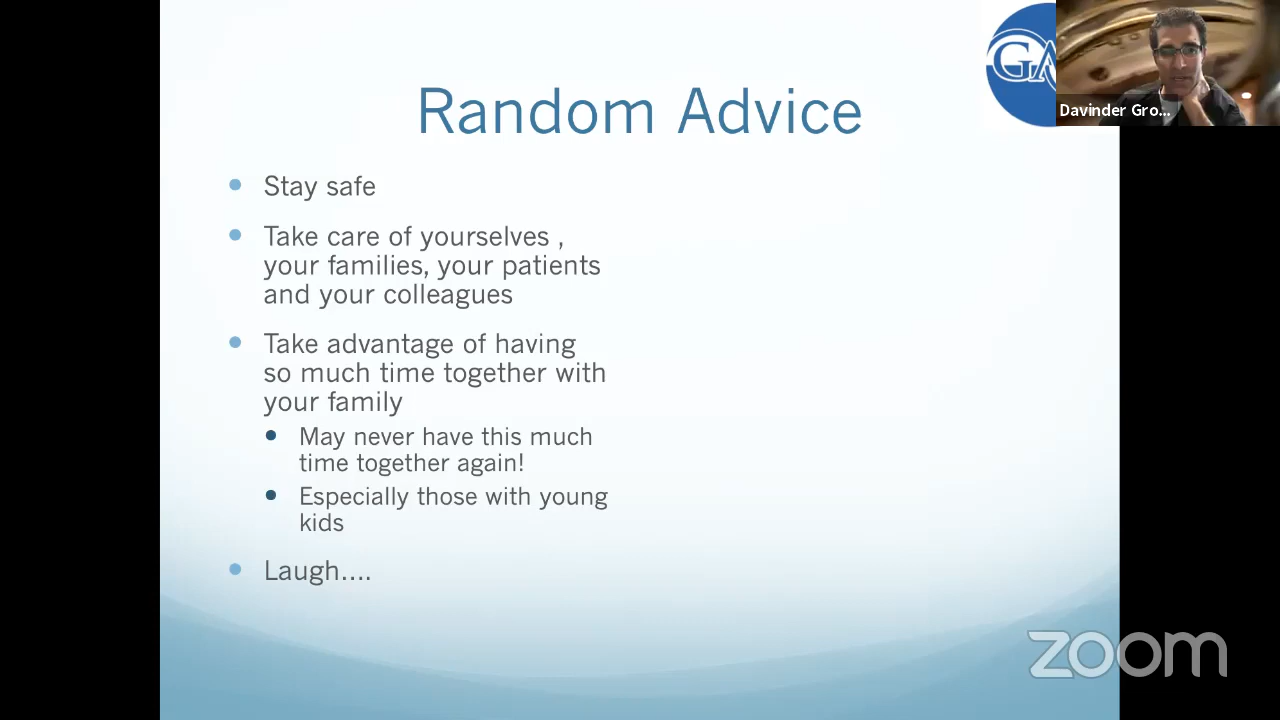 Random Advice
Stay safe
Take care of yourselves ,
your families, your patients
and your colleagues
Take advantage of having
so much time together with
your family
May never have this much
time together again!
Especially those with young
kids
Laugh....
GA
Davinder Gro...
zoom